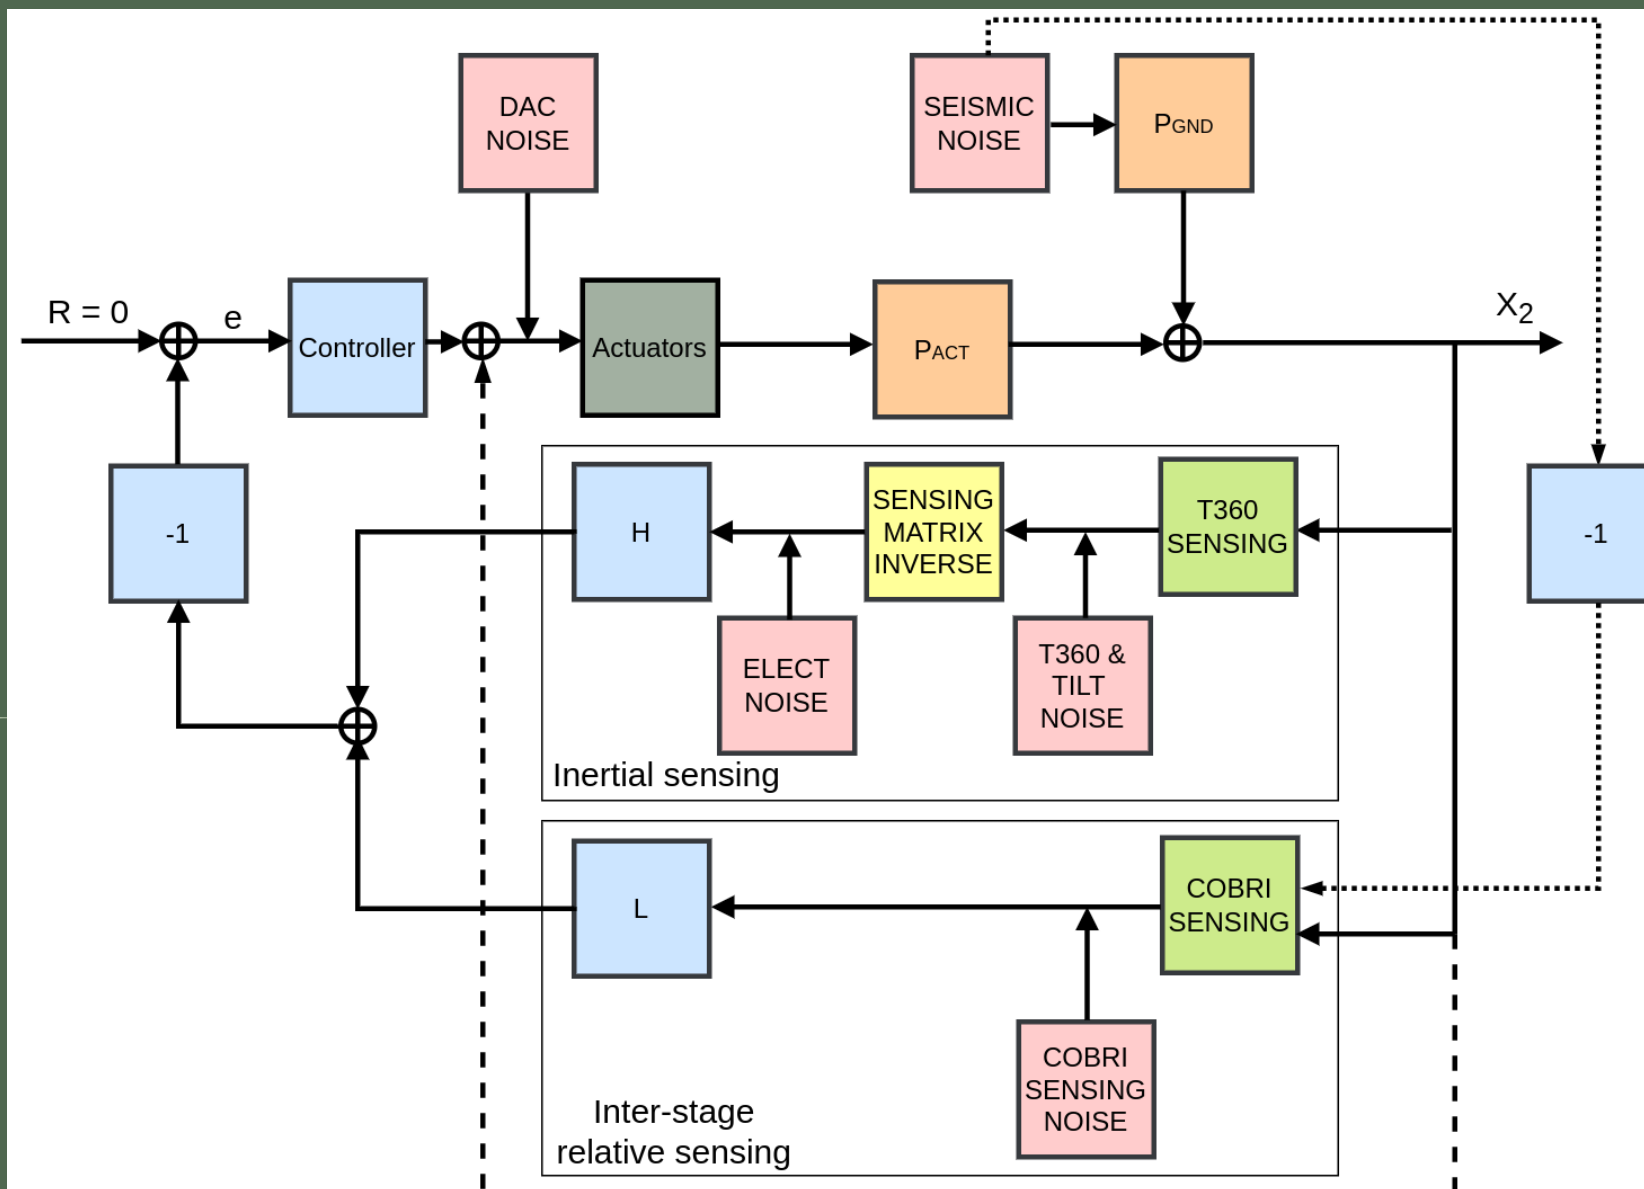 DAC
NOISE
SEISMIC
NOISE
PGND
R = 0
e
Controller
Actuators
PACT
X2
-1
H
SENSING
MATRIX
INVERSE
T360
SENSING
-1
ELECT
NOISE
T360 &
TILT
NOISE
Inertial sensing
L
COBRI
SENSING
COBRI
SENSING
NOISE
Inter-stage
relative sensing